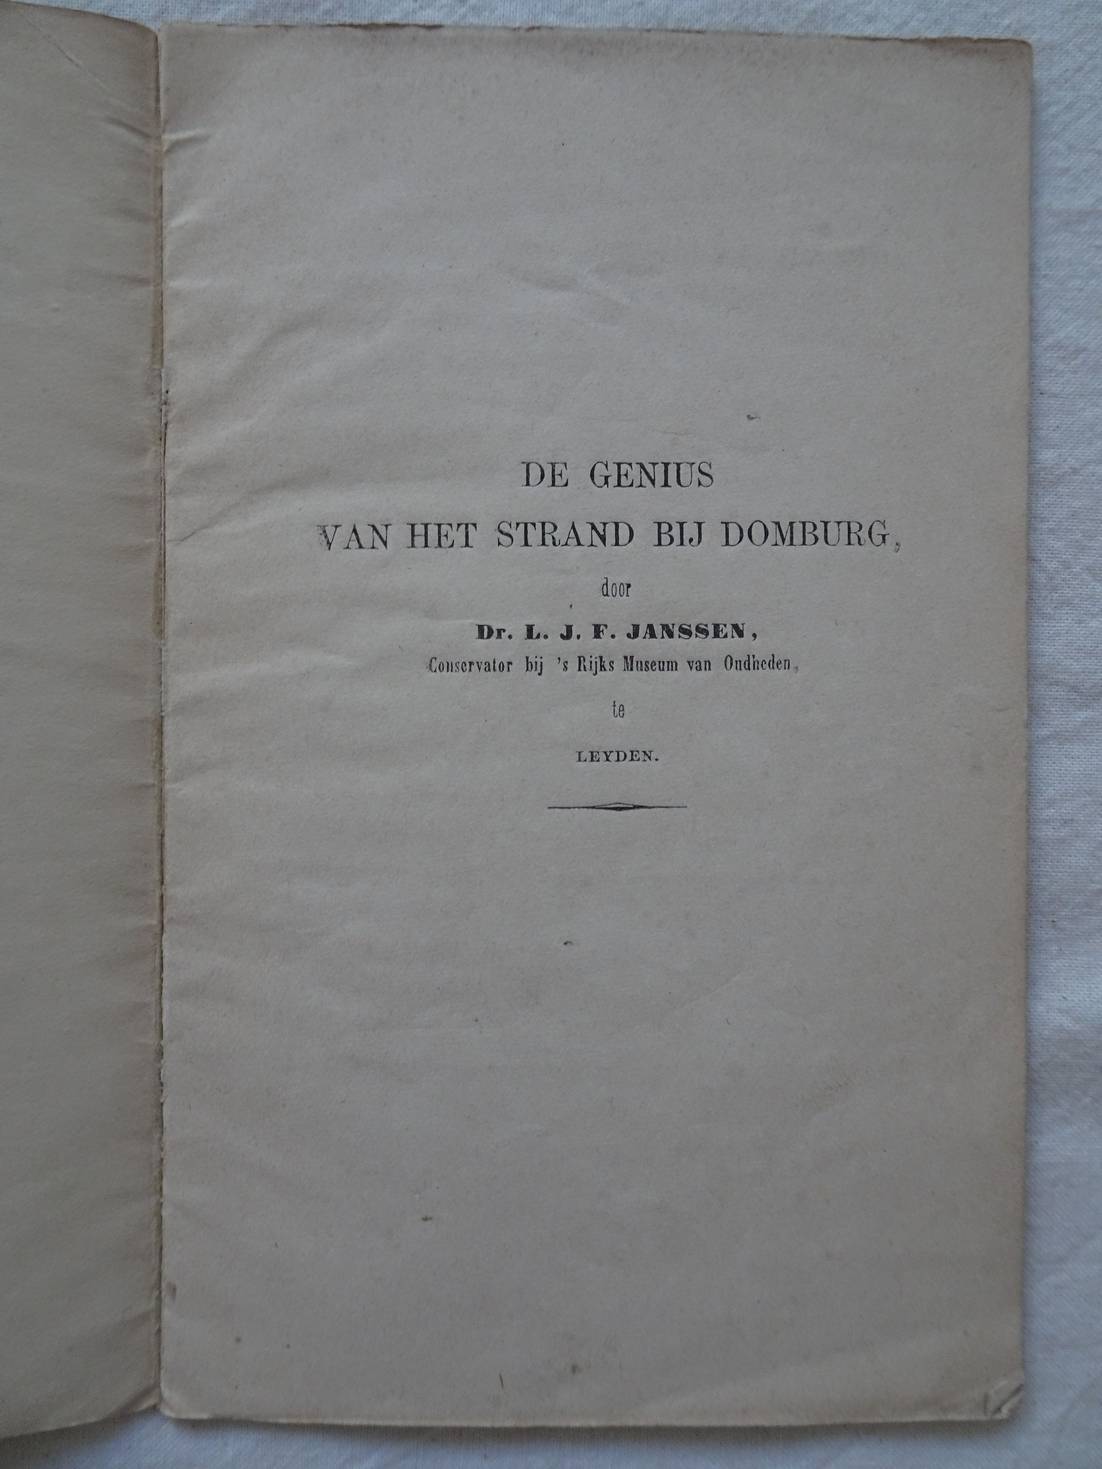 DE GENIUS
VAN HET STRAND BIJ DOMBURG,
door
Dr. L. J. F. JANSSEN,
Conservator bij 's Rijks Museum van Oudheden,
te
LEYDEN.